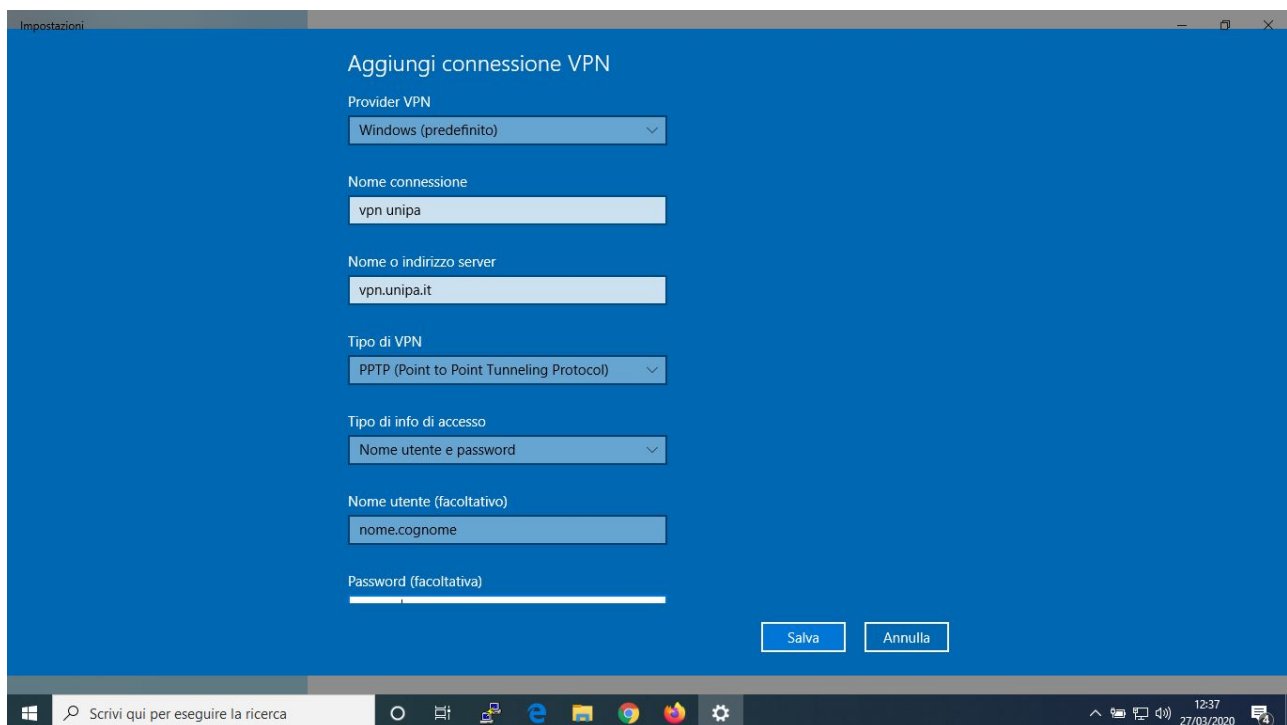 Impostazioni
Aggiungi connessione VPN
Provider VPN
Windows (predefinito)
Nome connessione
vpn unipa
Nome o indirizzo server
vpn.unipa.it
Tipo di VPN
PPTP (Point to Point Tunneling Protocol)
Tipo di info di accesso
Nome utente e password
Nome utente (facoltativo)
nome.cognome
Password (facoltativa)
Salva Annulla
Scrivi qui per eseguire la ricerca
12:37
27/03/2020
4